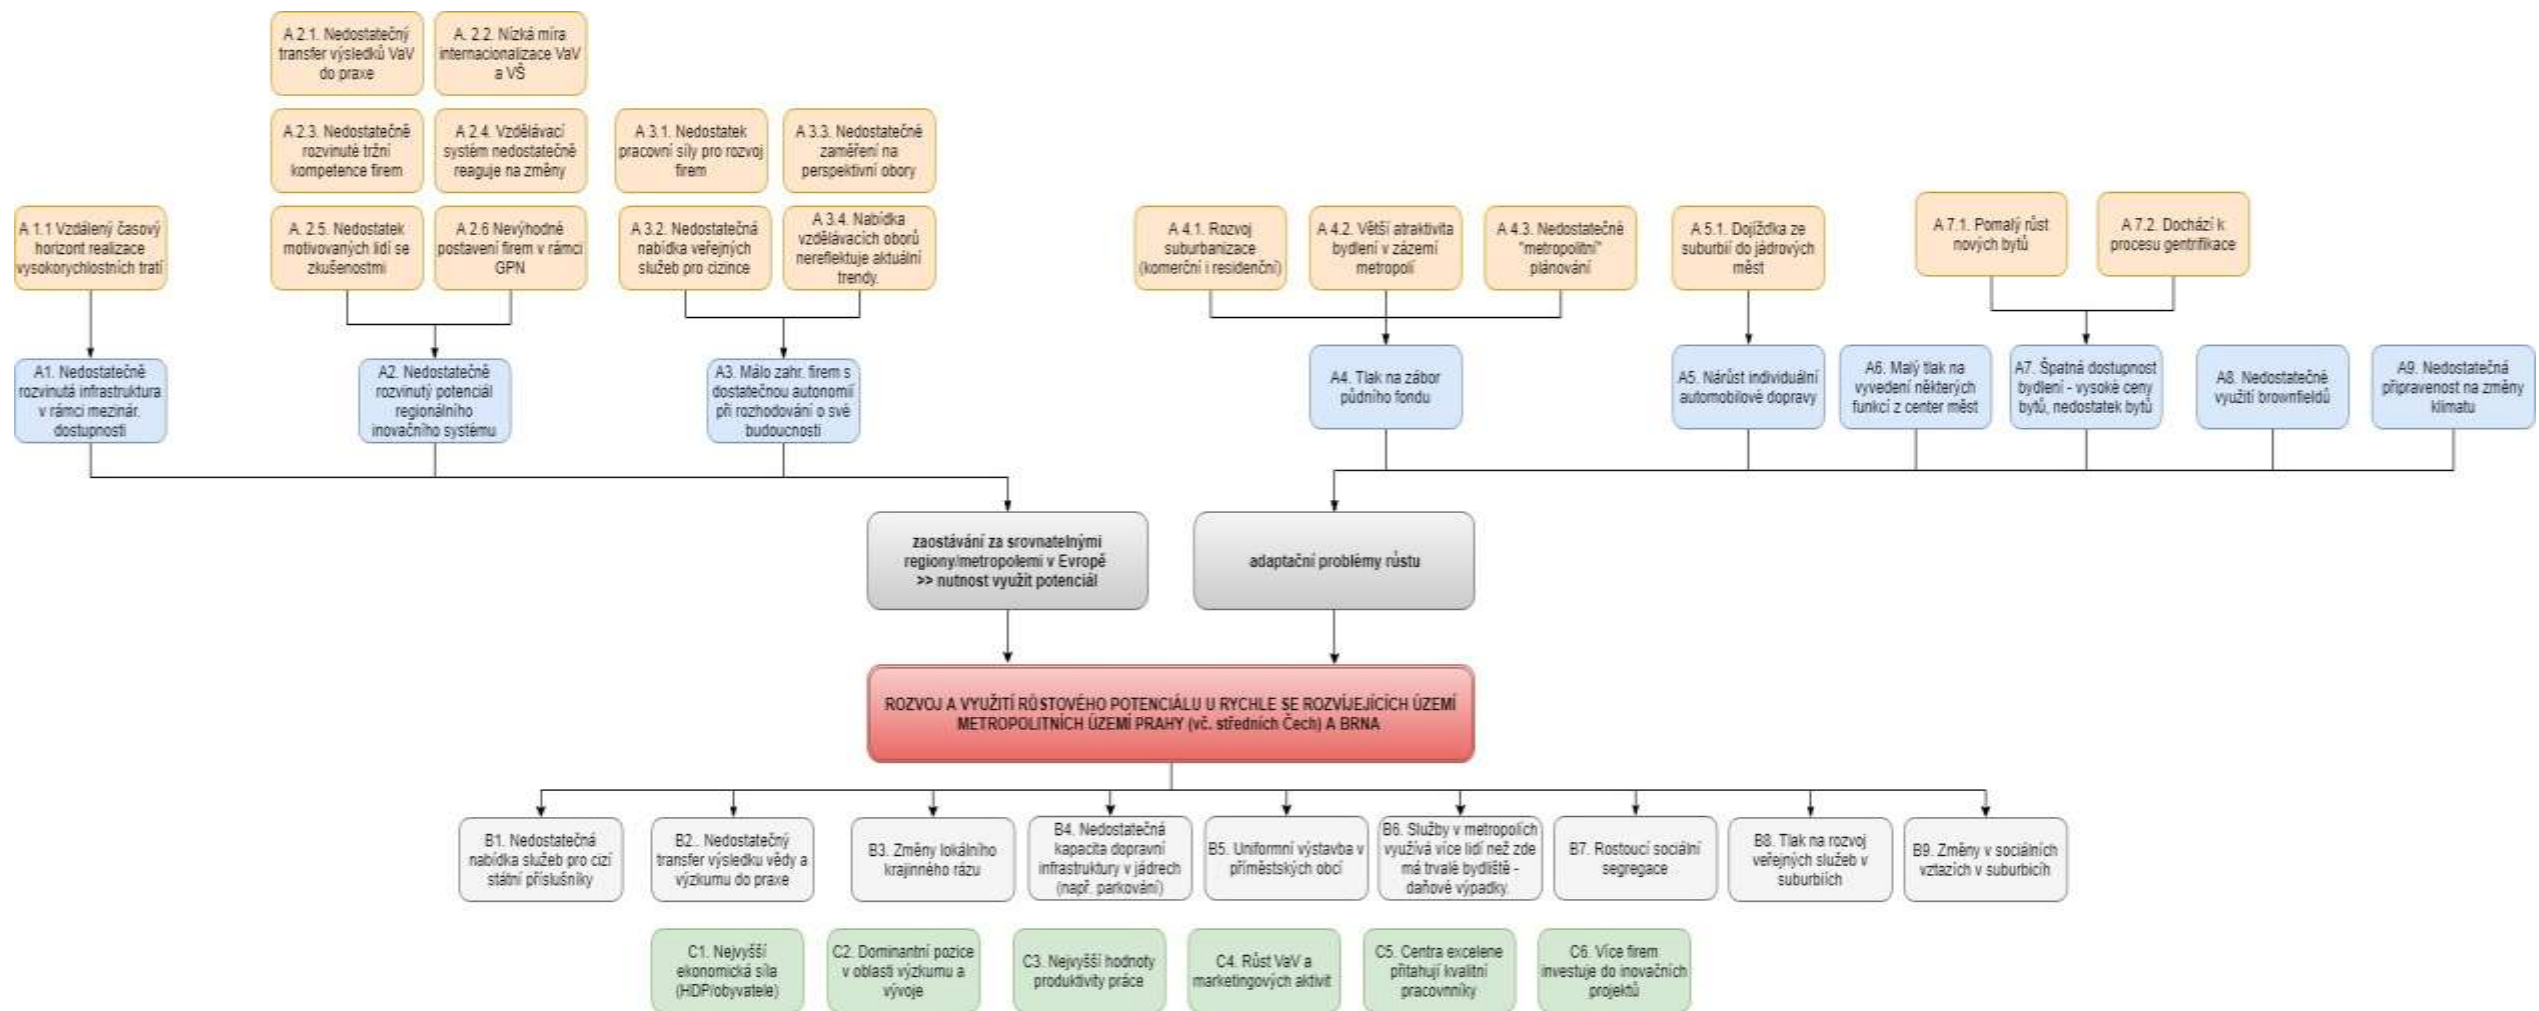 A 2.1. Nedostatečný
transfer výsledků VaV
do praxe
A. 2.2. Nízká míra
internacionalizace VaV
a VŠ
A.2.3. Nedostatečně
rozvinuté tržní
kompetence firem
A 2.4. Vzdělávací
systém nedostatečně
reaguje na změny
A 3.1. Nedostatek
pracovní síly pro rozvoj
firem
A 3.3. Nedostatečné
zaměření na
perspektivní obory
A 1.1 Vzdálený časový
horizont realizace
vysokorychlostních tratí
A. 2.5. Nedostatek
motivovaných lidí se
zkušenostmi
A 2.6 Nevýhodné
postavení firem v rámci
GPN
A 3.2. Nedostatečná
nabídka veřejných
služeb pro cizince
A 3.4. Nabídka
vzdělávacích oborů
nereflektuje aktuální
trendy.
A 4.1. Rozvoj
suburbanizace
(komerční i residenční)
A 4.2. Větší atraktivita
bydlení v zázemí
metropolí
A 4.3. Nedostatečné
"metropolitní"
plánování
A 5.1. Dojížďka ze
suburbií do jádrových
měst
A 7.1. Pomalý růst
nových bytů
A 7.2. Dochází k
procesu gentrifikace
A1. Nedostatečně
rozvinutá infrastruktura
v rámci mezinár.
dostupnosti
A2. Nedostatečně
rozvinutý potenciál
regionálního
inovačního systému
A3. Málo zahr. firem s
dostatečnou autonomií
při rozhodování o své
budoucnosti
A4. Tlak na zábor
půdního fondu
A5. Nárůst individuální
automobilové dopravy
A6. Malý tlak na
vyvedení některých
funkcí z center měst
A7. Špatná dostupnost
bydlení - vysoké ceny
bytů, nedostatek bytů
A8. Nedostatečné
využití brownfieldů
A9. Nedostatečná
připravenost na změny
klimatu
zaostávání za srovnatelnými
regiony/metropolemi v Evropě
>> nutnost využít potenciál
adaptační problémy růstu
ROZVOJ A VYUŽITÍ RŮSTOVÉHO POTENCIÁLU U RYCHLE SE ROZVÍJEJÍCÍCH ÚZEMÍ
METROPOLITNÍCH ÚZEMÍ PRAHY (vč. středních Čech) A BRNA
B1. Nedostatečná
nabídka služeb pro cizí
státní příslušníky
B2.. Nedostatečný
transfer výsledku vědy a
výzkumu do praxe
B3. Změny lokálního
krajinného rázu
B4. Nedostatečná
kapacita dopravní
infrastruktury v jádrech
(např. parkování)
B5. Uniformní výstavba v
příměstských obcí
B6. Služby v metropolích
využívá více lidí než zde
má trvalé bydliště -
daňové výpadky.
B7. Rostoucí sociální
segregace
B8. Tlak na rozvoj
veřejných služeb v
suburbiích
B9. Změny v sociálních
vztazích v suburbicíh
C1. Nejvyšší
ekonomická síla
(HDP/obyvatele)
C2. Dominantní pozice
v oblasti výzkumu a
vývoje
C3. Nejvyšší hodnoty
produktivity práce
C4. Růst VaV a
marketingových aktivit
C5. Centra excelene
přitahují kvalitní
pracovnníky
C6. Více firem
investuje do inovačních
projektů